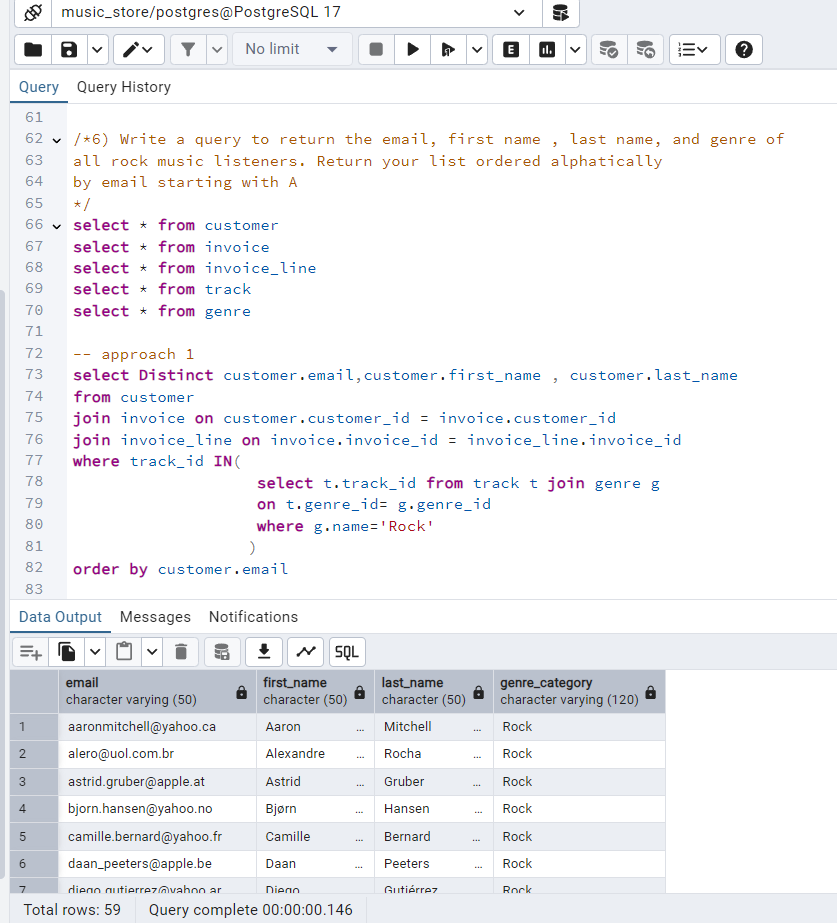 music_store/postgres@PostgreSQL 17
No limit
E
Query Query History
61
62 /*6) Write a query to return the email, first name , last name, and genre of
63 all rock music listeners. Return your list ordered alphatically
64 by email starting with A
65 */
66 select * from customer
67 select * from invoice
68 select * from invoice_line
69 select * from track
70 select * from genre
71
72 -- approach 1
73 select Distinct customer.email,customer.first_name , customer.last_name
74 from customer
75 join invoice on customer.customer_id = invoice.customer_id
76 join invoice_line on invoice.invoice_id = invoice_line.invoice_id
77 where track_id IN(
78 select t.track_id from track t join genre g
79 on t.genre_id= g.genre_id
80 where g.name='Rock'
81 )
82 order by customer.email
83
Data Output Messages Notifications
SQL
email first_name last_name genre_category
character varying (50) character (50) character (50) character varying (120)
1 aaronmitchell@yahoo.ca Aaron ... Mitchell ... Rock
2 alero@uol.com.br Alexandre ... Rocha ... Rock
3 astrid.gruber@apple.at Astrid ... Gruber ... Rock
4 bjorn.hansen@yahoo.no Bjørn ... Hansen ... Rock
5 camille.bernard@yahoo.fr Camille ... Bernard ... Rock
6 daan_peeters@apple.be Daan ... Peeters ... Rock
7 diego.gutierrez@yahoo.ar Diego ... Gutiérrez ... Rock
Total rows: 59 Query complete 00:00:00.146